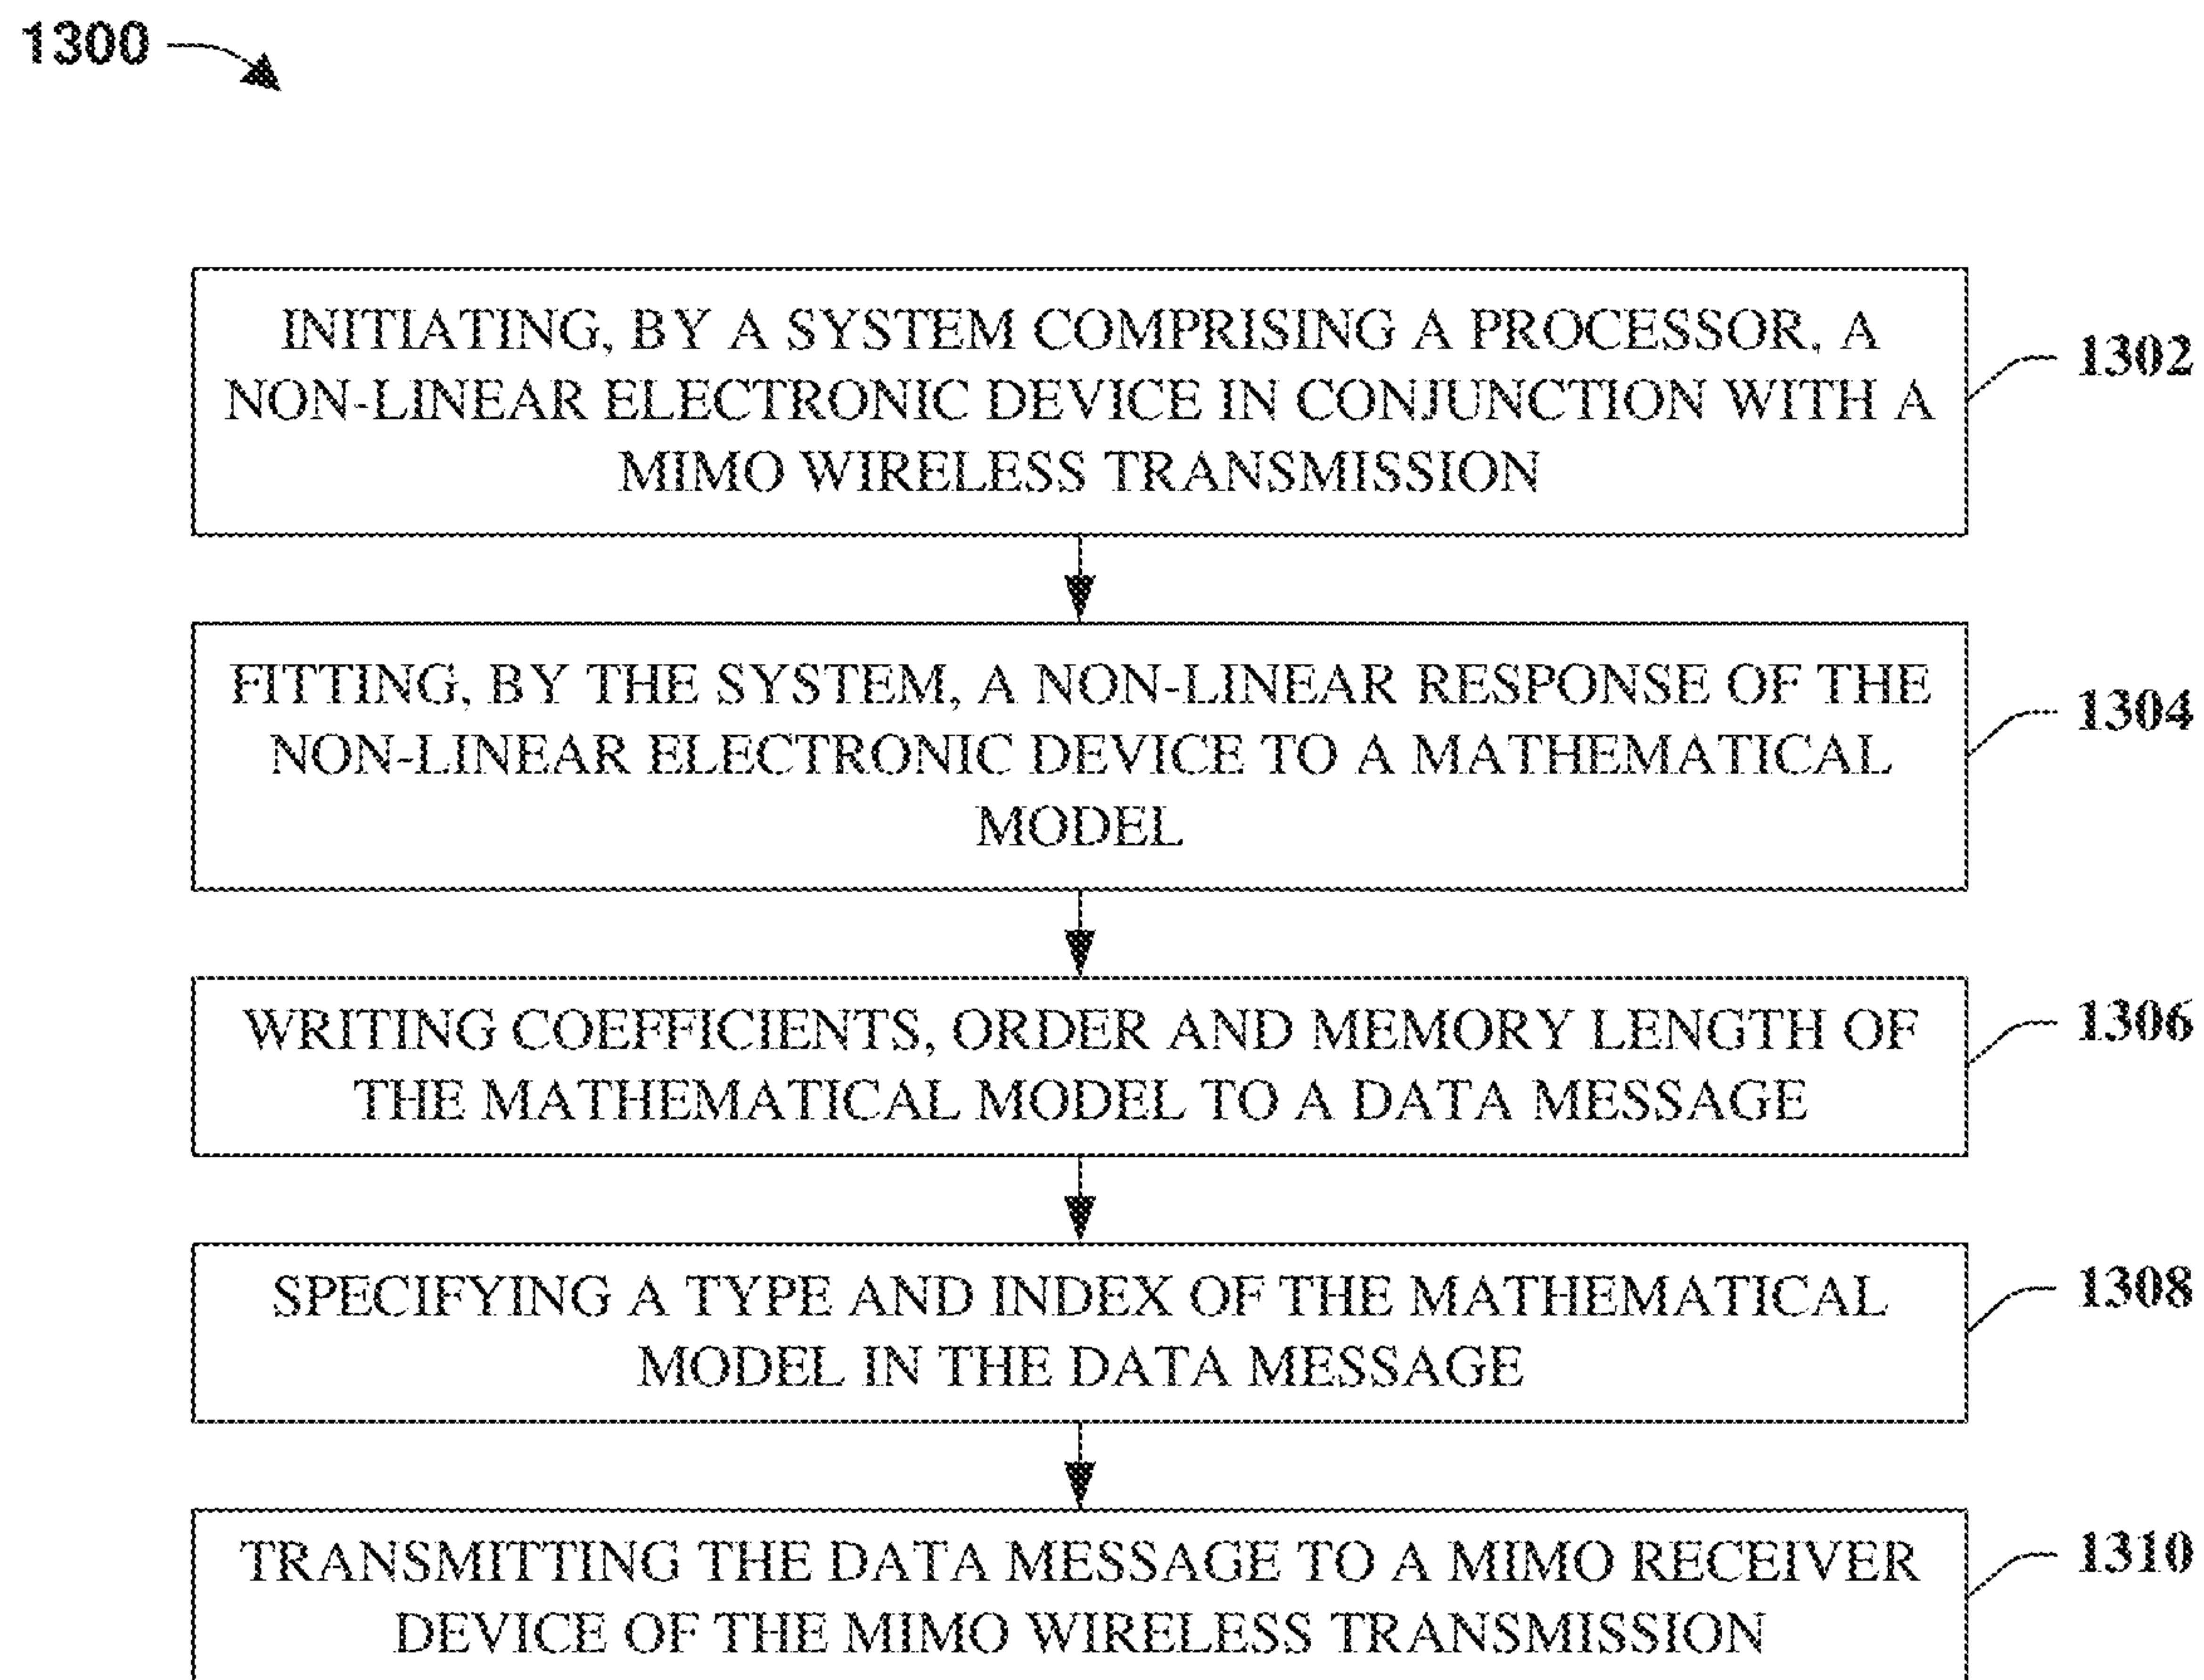 1300
INITIATING, BY A SYSTEM COMPRISING A PROCESSOR, A
NON-LINEAR ELECTRONIC DEVICE IN CONJUNCTION WITH A
MIMO WIRELESS TRANSMISSION
1302
FITTING, BY THE SYSTEM, A NON-LINEAR RESPONSE OF THE
NON-LINEAR ELECTRONIC DEVICE TO A MATHEMATICAL
MODEL
1304
WRITING COEFFICIENTS, ORDER AND MEMORY LENGTH OF
THE MATHEMATICAL MODEL TO A DATA MESSAGE
1306
SPECIFYING A TYPE AND INDEX OF THE MATHEMATICAL
MODEL IN THE DATA MESSAGE
1308
TRANSMITTING THE DATA MESSAGE TO A MIMO RECEIVER
DEVICE OF THE MIMO WIRELESS TRANSMISSION
1310